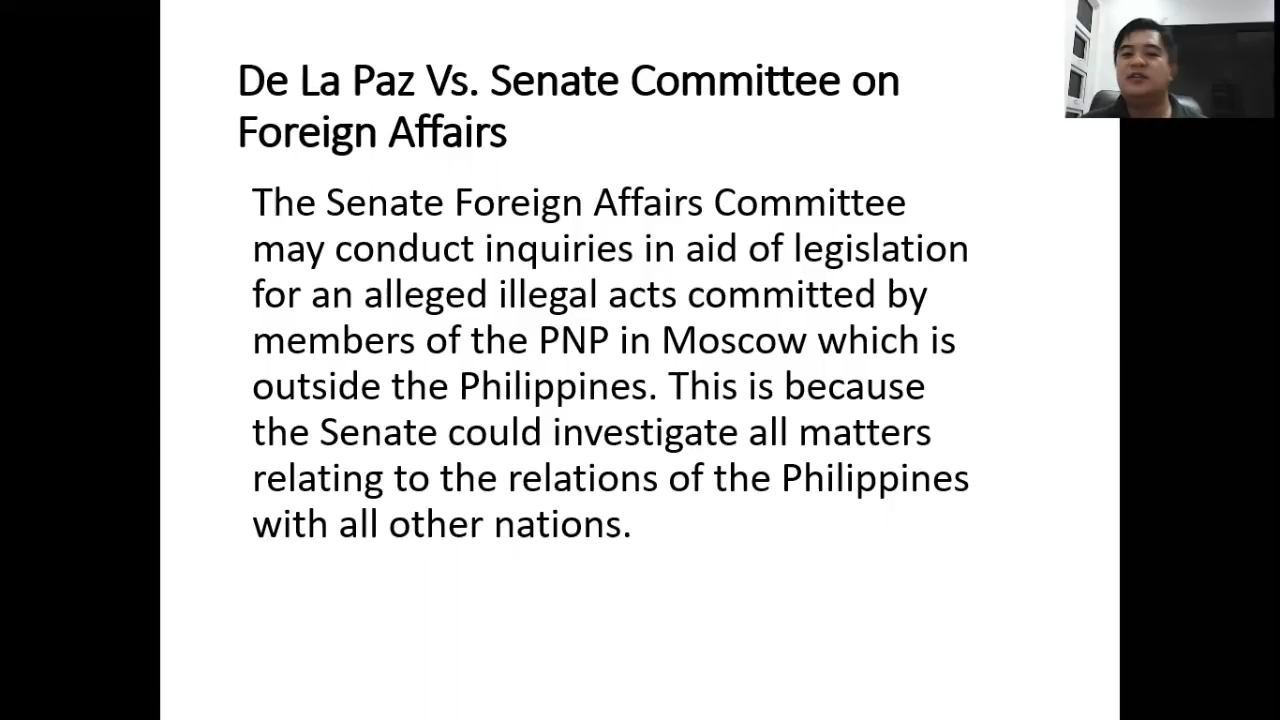 De La Paz Vs. Senate Committee on
Foreign Affairs
The Senate Foreign Affairs Committee
may conduct inquiries in aid of legislation
for an alleged illegal acts committed by
members of the PNP in Moscow which is
outside the Philippines. This is because
the Senate could investigate all matters
relating to the relations of the Philippines
with all other nations.